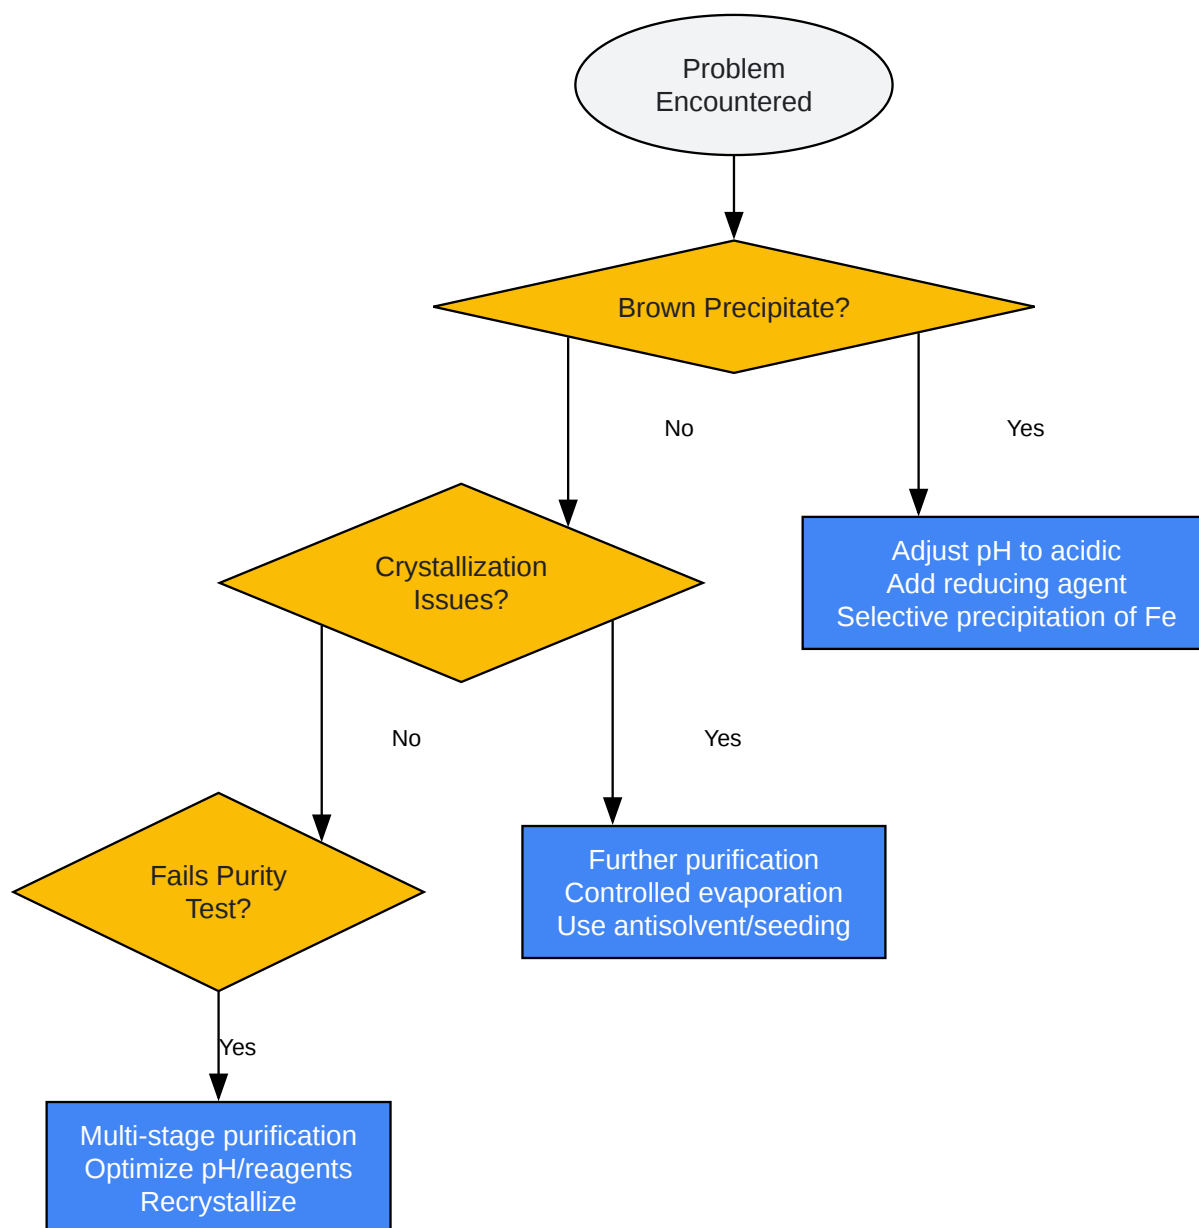 Problem
Encountered
Brown Precipitate?
No
Yes
Crystallization
Issues?
Adjust pH to acidic
Add reducing agent
Selective precipitation of Fe
No
Yes
Fails Purity
Test?
Further purification
Controlled evaporation
Use antisolvent/seeding
Yes
Multi-stage purification
Optimize pH/reagents
Recrystallize